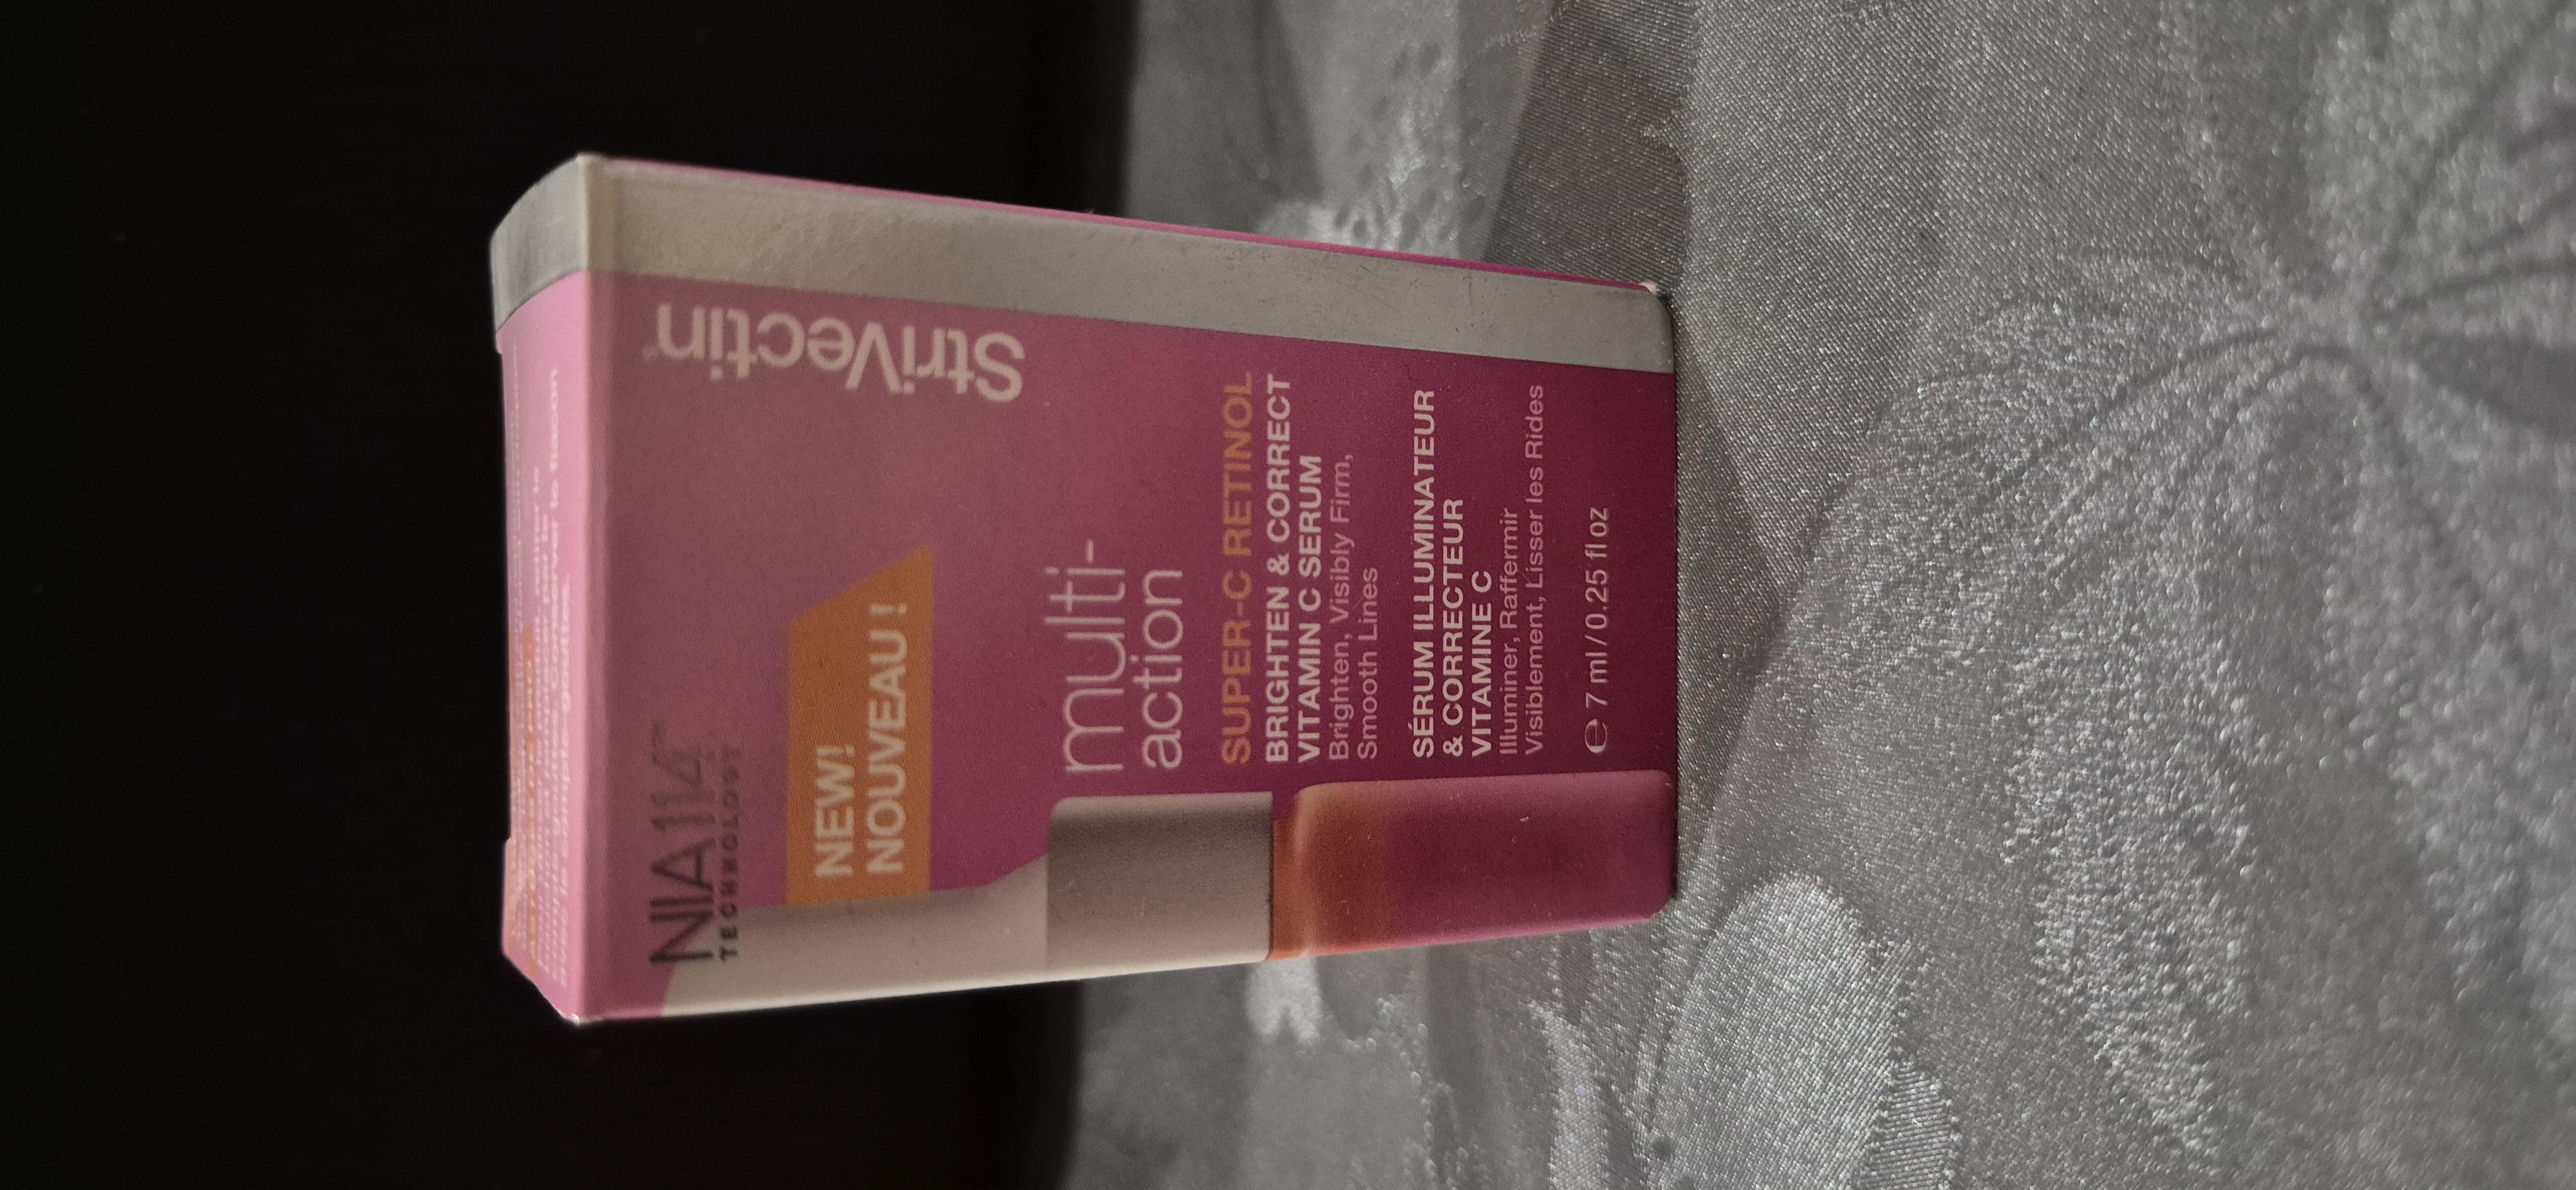 NIA114™
TECHNOLOGY
StriVectin®
NEW!
NOUVEAU !
multi-
action
SUPER-C RETINOL
BRIGHTEN & CORRECT
VITAMIN C SERUM
Brighten, Visibly Firm,
Smooth Lines
SÉRUM ILLUMINATEUR
& CORRECTEUR
VITAMINE C
Illuminer, Raffermir
Visiblement, Lisser les Rides
e 7 ml / 0.25 fl oz